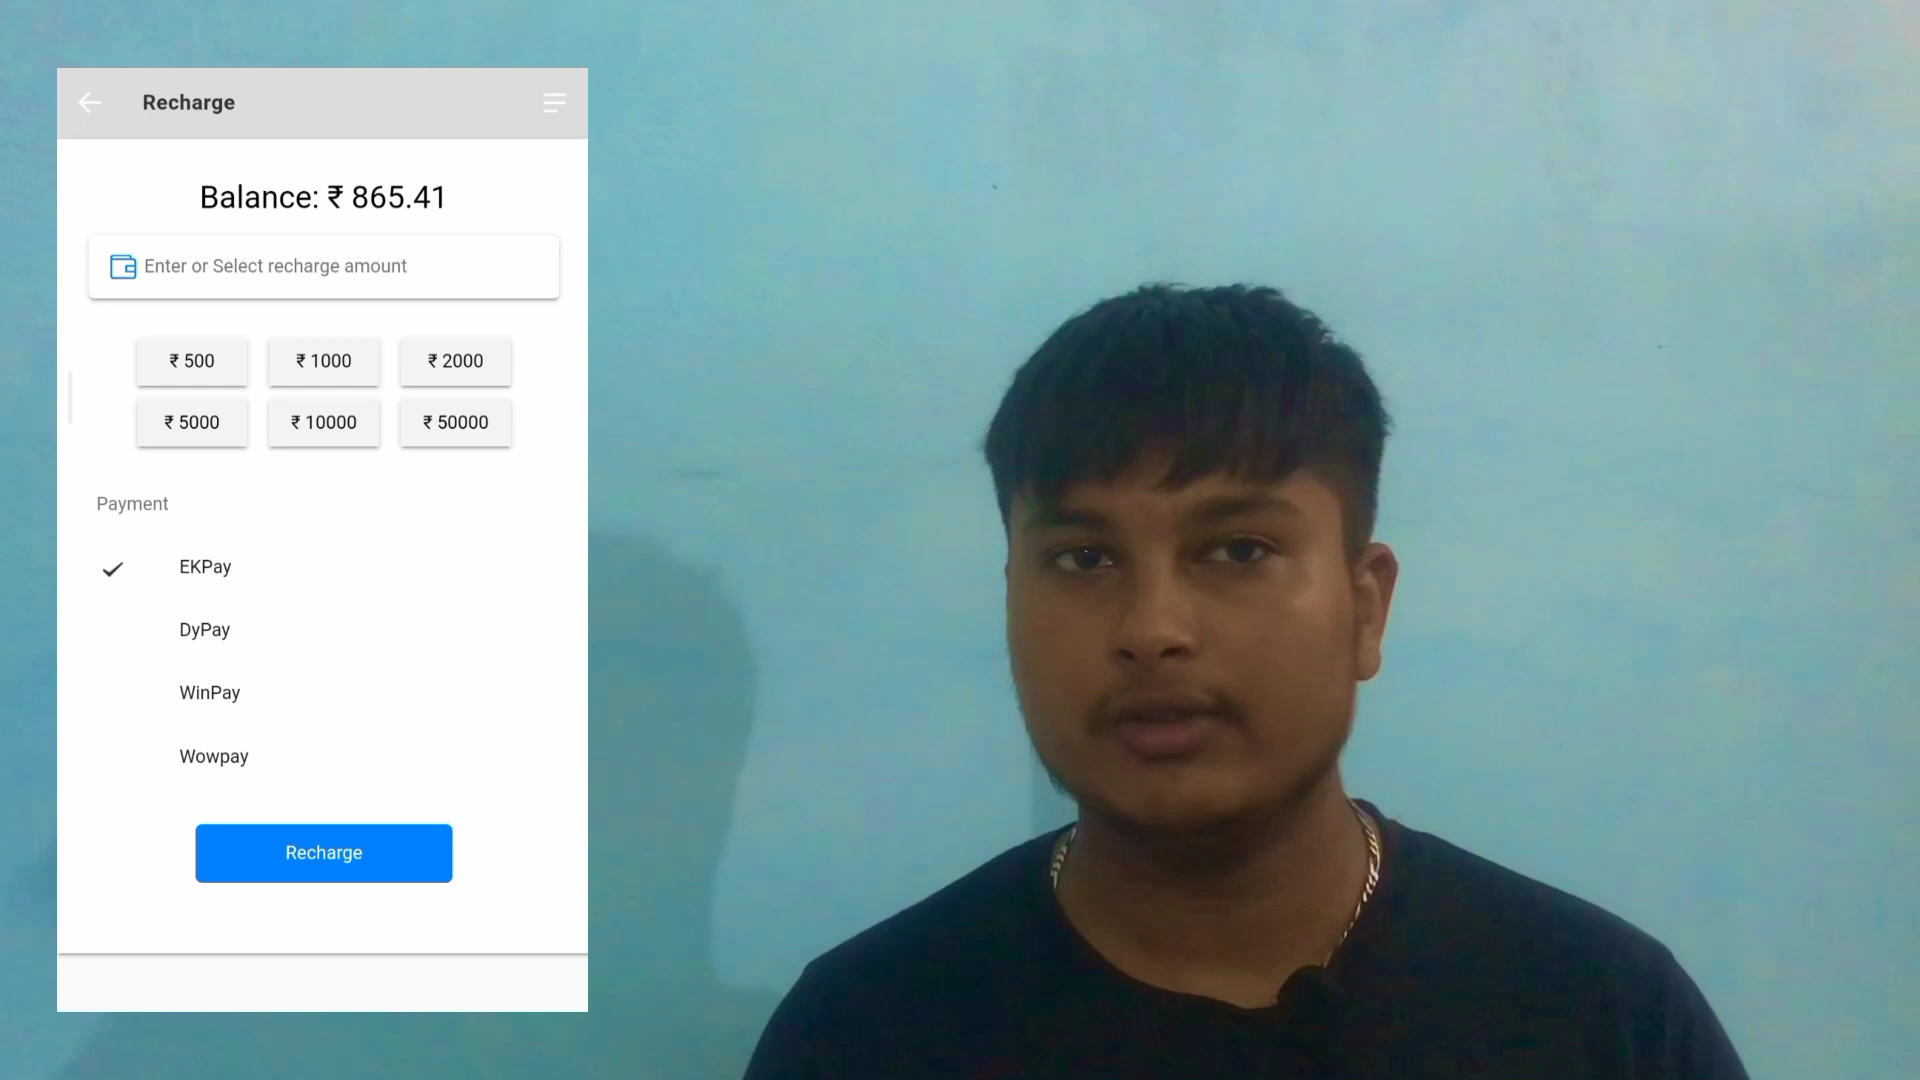 Recharge
Balance: ₹ 865.41
Enter or Select recharge amount
₹ 500 ₹ 1000 ₹ 2000
₹ 5000 ₹ 10000 ₹ 50000
Payment
EKPay
DyPay
WinPay
Wowpay
Recharge